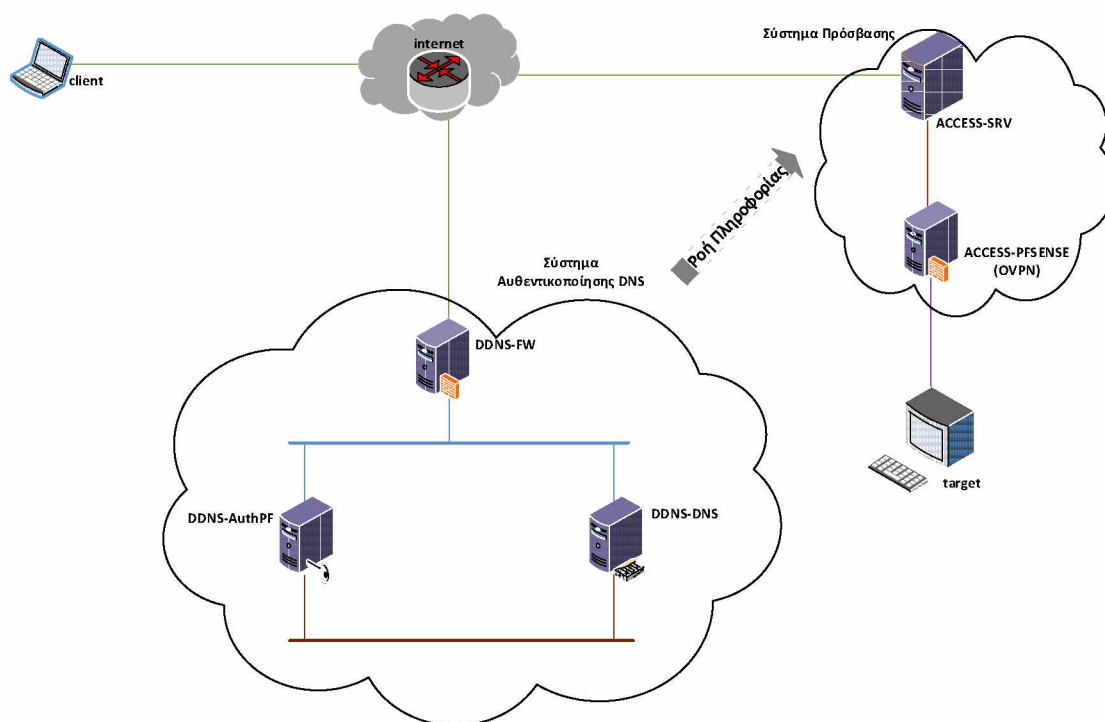 internet
client
Σύστημα Πρόσβασης
ACCESS-SRV
Ροή Πληροφορίας
ACCESS-PFSENSE
(OVPN)
Σύστημα
Αυθεντικοποίησης DNS
DDNS-FW
target
DDNS-AuthPF
DDNS-DNS